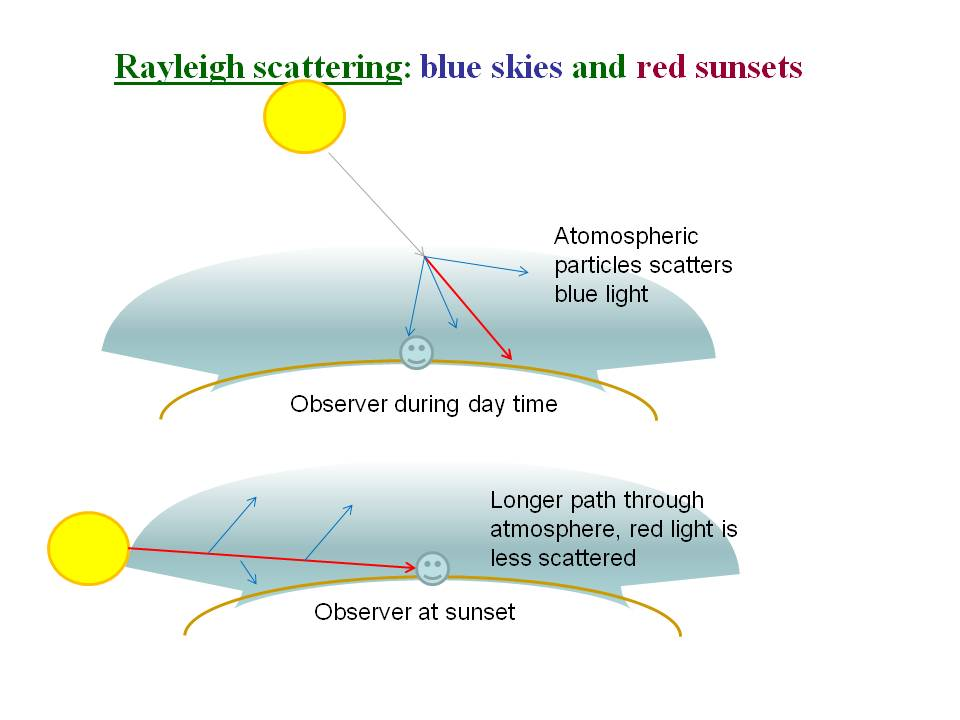 Rayleigh scattering: blue skies and red sunsets
Atomospheric
particles scatters
blue light
Observer during day time
Longer path through
atmosphere, red light is
less scattered
Observer at sunset